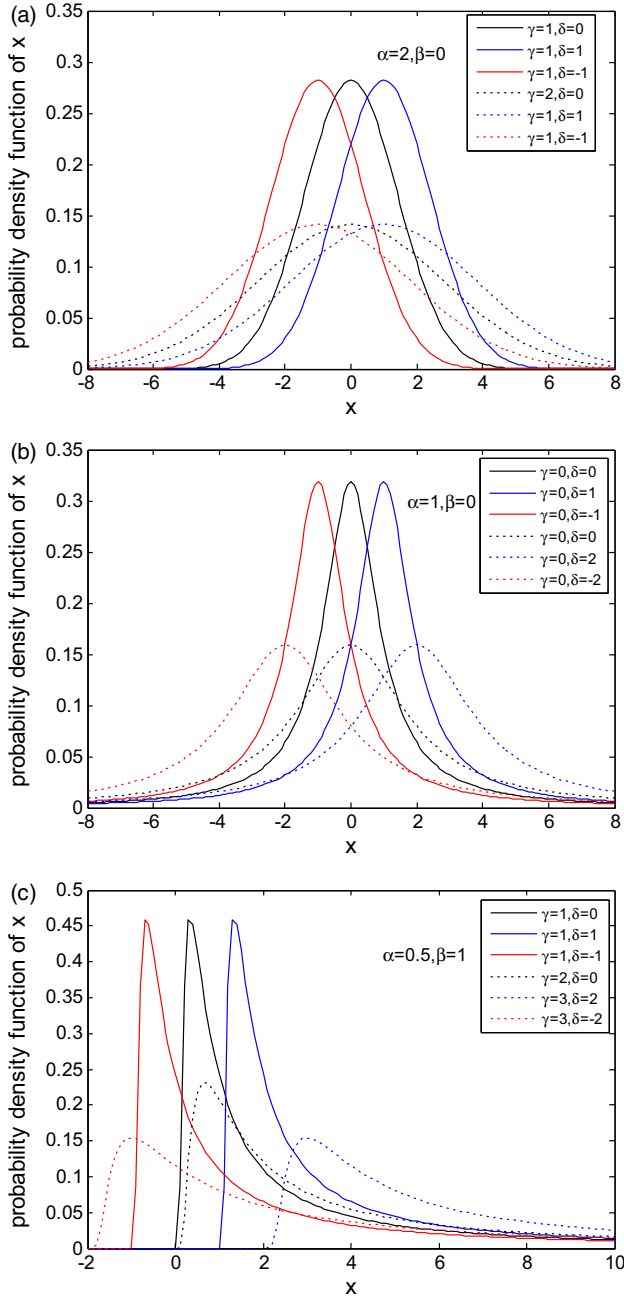 (a)
0.35
0.3
0.25
0.2
0.15
0.1
0.05
0
probability density function of x
α=2,β=0
γ=1,δ=0
γ=1,δ=1
γ=1,δ=-1
γ=2,δ=0
γ=1,δ=1
γ=1,δ=-1
-8 -6 -4 -2 0 2 4 6 8
x
(b)
0.35
0.3
0.25
0.2
0.15
0.1
0.05
0
probability density function of x
α=1,β=0
γ=0,δ=0
γ=0,δ=1
γ=0,δ=-1
γ=0,δ=0
γ=0,δ=2
γ=0,δ=-2
-8 -6 -4 -2 0 2 4 6 8
x
(c)
0.5
0.45
0.4
0.35
0.3
0.25
0.2
0.15
0.1
0.05
0
probability density function of x
α=0.5,β=1
γ=1,δ=0
γ=1,δ=1
γ=1,δ=-1
γ=2,δ=0
γ=3,δ=2
γ=3,δ=-2
-2 0 2 4 6 8 10
x